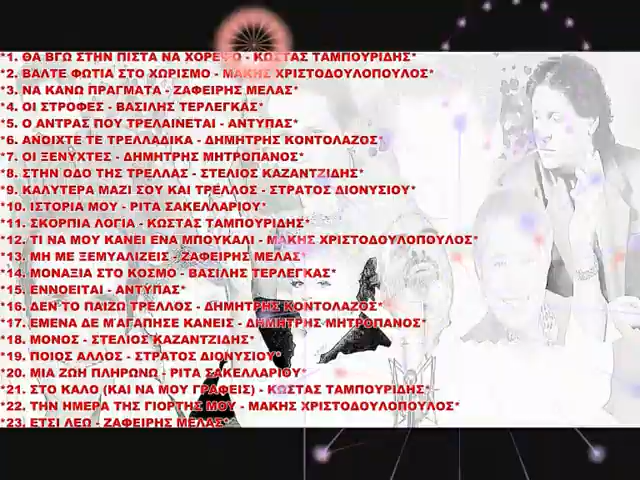 *1. ΘΑ ΒΓΩ ΣΤΗΝ ΠΙΣΤΑ ΝΑ ΧΟΡΕΨΩ - ΚΩΣΤΑΣ ΤΑΜΠΟΥΡΙΔΗΣ*
*2. ΒΑΛΤΕ ΦΩΤΙΑ ΣΤΟ ΧΩΡΙΣΜΟ - ΜΑΚΗΣ ΧΡΙΣΤΟΔΟΥΛΟΠΟΥΛΟΣ*
*3. ΝΑ ΚΑΝΩ ΠΡΑΓΜΑΤΑ - ΖΑΦΕΙΡΗΣ ΜΕΛΑΣ*
*4. ΟΙ ΣΤΡΟΦΕΣ - ΒΑΣΙΛΗΣ ΤΕΡΛΕΓΚΑΣ*
*5. Ο ΑΝΤΡΑΣ ΠΟΥ ΤΡΕΛΑΙΝΕΤΑΙ - ΑΝΤΥΠΑΣ*
*6. ΑΝΟΙΧΤΕ ΤΕ ΤΡΕΛΛΑΔΙΚΑ - ΔΗΜΗΤΡΗΣ ΚΟΝΤΟΛΑΖΟΣ*
*7. ΟΙ ΞΕΝΥΧΤΕΣ - ΔΗΜΗΤΡΗΣ ΜΗΤΡΟΠΑΝΟΣ*
*8. ΣΤΗΝ ΟΔΟ ΤΗΣ ΤΡΕΛΛΑΣ - ΣΤΕΛΙΟΣ ΚΑΖΑΝΤΖΙΔΗΣ*
*9. ΚΑΛΥΤΕΡΑ ΜΑΖΙ ΣΟΥ ΚΑΙ ΤΡΕΛΛΟΣ - ΣΤΡΑΤΟΣ ΔΙΟΝΥΣΙΟΥ*
*10. ΙΣΤΟΡΙΑ ΜΟΥ - ΡΙΤΑ ΣΑΚΕΛΛΑΡΙΟΥ*
*11. ΣΚΟΡΠΙΑ ΛΟΓΙΑ - ΚΩΣΤΑΣ ΤΑΜΠΟΥΡΙΔΗΣ*
*12. ΤΙ ΝΑ ΜΟΥ ΚΑΝΕΙ ΕΝΑ ΜΠΟΥΚΑΛΙ - ΜΑΚΗΣ ΧΡΙΣΤΟΔΟΥΛΟΠΟΥΛΟΣ*
*13. ΜΗ ΜΕ ΞΕΜΥΑΛΙΖΕΙΣ - ΖΑΦΕΙΡΗΣ ΜΕΛΑΣ*
*14. ΜΟΝΑΞΙΑ ΣΤΟ ΚΟΣΜΟ - ΒΑΣΙΛΗΣ ΤΕΡΛΕΓΚΑΣ*
*15. ΕΝΝΟΕΙΤΑΙ - ΑΝΤΥΠΑΣ*
*16. ΔΕΝ ΤΟ ΠΑΙΖΩ ΤΡΕΛΛΟΣ - ΔΗΜΗΤΡΗΣ ΚΟΝΤΟΛΑΖΟΣ*
*17. ΕΜΕΝΑ ΔΕ Μ'ΑΓΑΠΗΣΕ ΚΑΝΕΙΣ - ΔΗΜΗΤΡΗΣ ΜΗΤΡΟΠΑΝΟΣ*
*18. ΜΟΝΟΣ - ΣΤΕΛΙΟΣ ΚΑΖΑΝΤΖΙΔΗΣ*
*19. ΠΟΙΟΣ ΑΛΛΟΣ - ΣΤΡΑΤΟΣ ΔΙΟΝΥΣΙΟΥ*
*20. ΜΙΑ ΖΩΗ ΠΛΗΡΩΝΩ - ΡΙΤΑ ΣΑΚΕΛΛΑΡΙΟΥ*
*21. ΣΤΟ ΚΑΛΟ (ΚΑΙ ΝΑ ΜΟΥ ΓΡΑΦΕΙΣ) - ΚΩΣΤΑΣ ΤΑΜΠΟΥΡΙΔΗΣ*
*22. ΤΗΝ ΗΜΕΡΑ ΤΗΣ ΓΙΟΡΤΗΣ ΜΟΥ - ΜΑΚΗΣ ΧΡΙΣΤΟΔΟΥΛΟΠΟΥΛΟΣ*
*23. ΕΤΣΙ ΛΕΩ - ΖΑΦΕΙΡΗΣ ΜΕΛΑΣ*